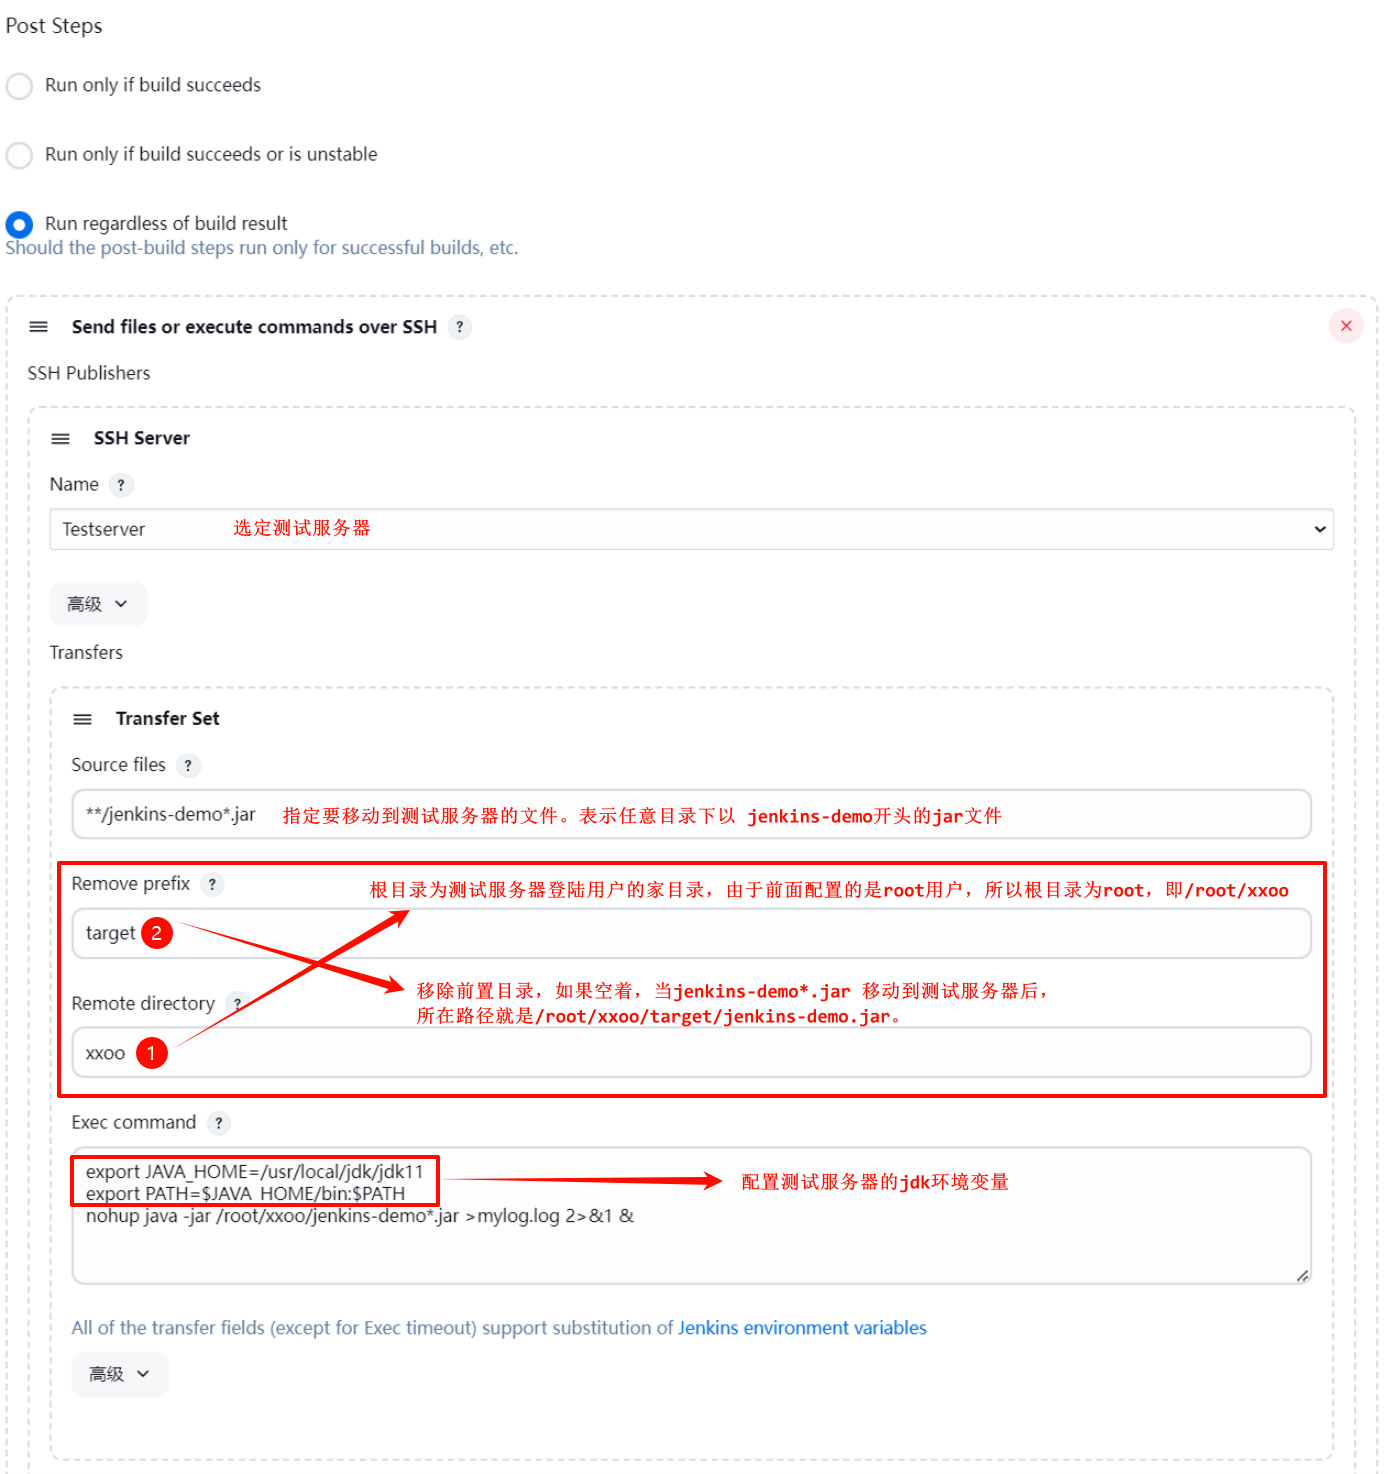 Post Steps
Run only if build succeeds
Run only if build succeeds or is unstable
Run regardless of build result
Should the post-build steps run only for successful builds, etc.
Send files or execute commands over SSH ?
SSH Publishers
SSH Server
Name ?
Testserver 选定测试服务器
高级
Transfers
Transfer Set
Source files ?
**/jenkins-demo*.jar 指定要移动到测试服务器的文件。表示任意目录下以 jenkins-demo开头的jar文件
Remove prefix ?
根目录为测试服务器登陆用户的家目录，由于前面配置的是root用户，所以根目录为root，即/root/xxoo
target 2
移除前置目录，如果空着，当jenkins-demo*.jar 移动到测试服务器后，
所在路径就是/root/xxoo/target/jenkins-demo.jar。
Remote directory ?
xxoo 1
Exec command ?
export JAVA_HOME=/usr/local/jdk/jdk11
export PATH=$JAVA_HOME/bin:$PATH
配置测试服务器的jdk环境变量
nohup java -jar /root/xxoo/jenkins-demo*.jar >mylog.log 2>&1 &
All of the transfer fields (except for Exec timeout) support substitution of Jenkins environment variables
高级